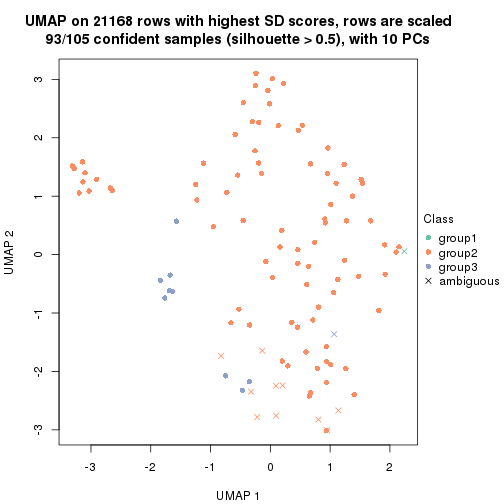 UMAP on 21168 rows with highest SD scores, rows are scaled
93/105 confident samples (silhouette > 0.5), with 10 PCs
3
2
1
0
-1
-2
-3
UMAP 2
-3
-2
-1
0
1
2
UMAP 1
Class
group1
group2
group3
ambiguous